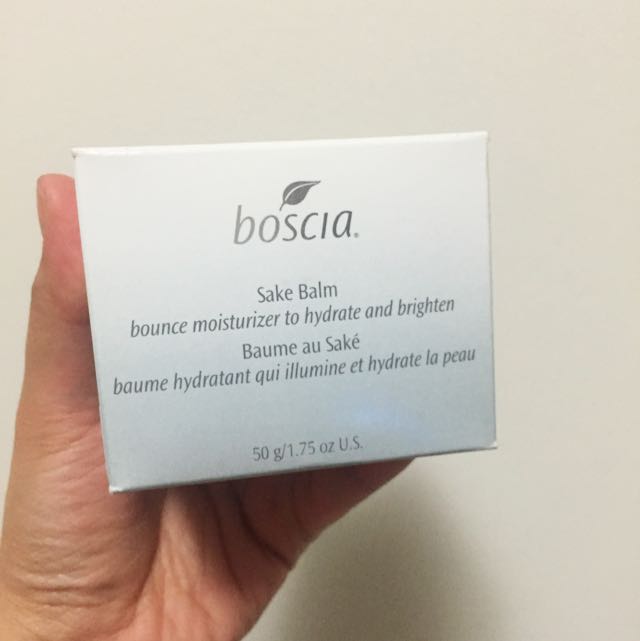 boscia®
Sake Balm
bounce moisturizer to hydrate and brighten
Baume au Saké
baume hydratant qui illumine et hydrate la peau
50 g/1.75 oz U.S.